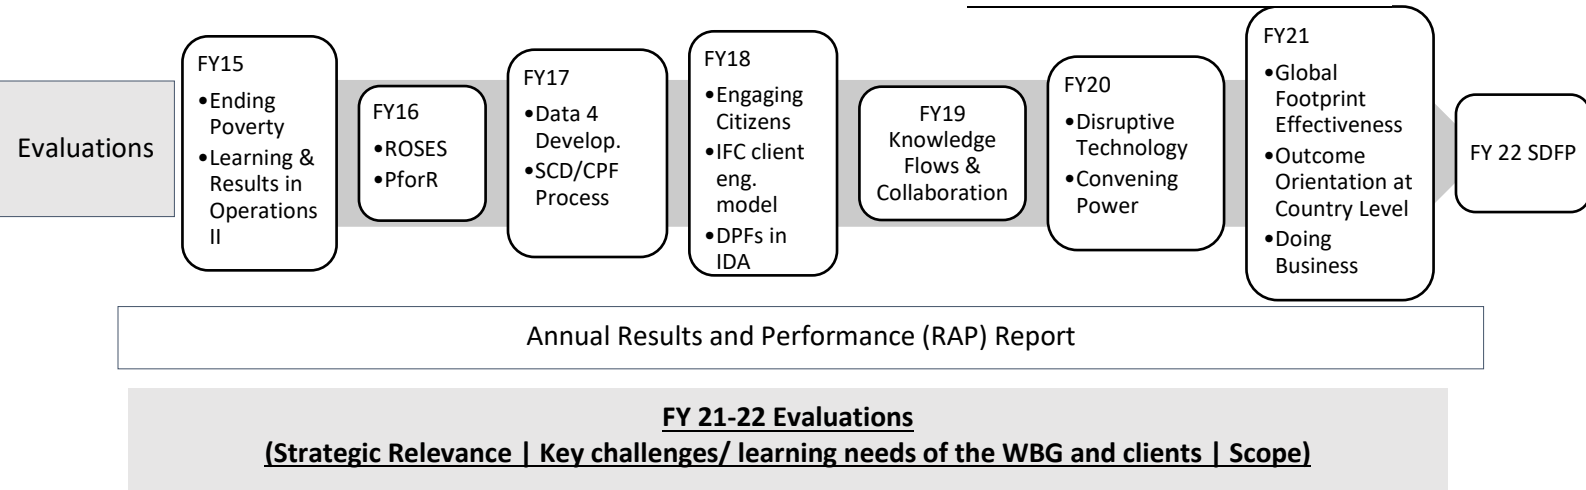 Evaluations
FY15
•Ending
Poverty
•Learning &
Results in
Operations
II
FY16
•ROSES
•PforR
FY17
•Data 4
Develop.
•SCD/CPF
Process
FY18
•Engaging
Citizens
•IFC client
eng.
model
•DPFs in
IDA
FY19
Knowledge
Flows &
Collaboration
FY20
•Disruptive
Technology
•Convening
Power
FY21
•Global
Footprint
Effectiveness
•Outcome
Orientation at
Country Level
•Doing
Business
FY 22 SDFP
Annual Results and Performance (RAP) Report
FY 21-22 Evaluations
(Strategic Relevance | Key challenges/ learning needs of the WBG and clients | Scope)